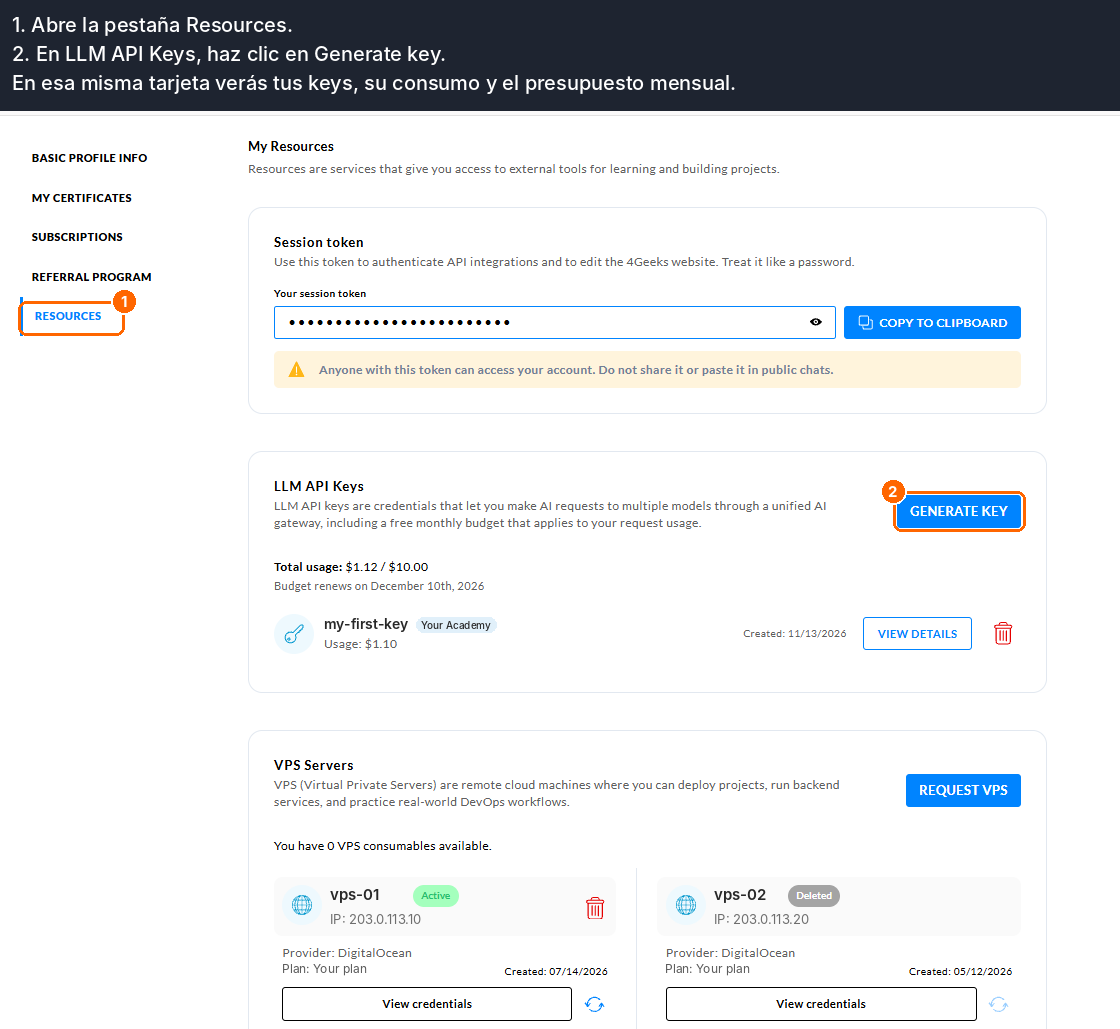 1. Abre la pestaña Resources.
2. En LLM API Keys, haz clic en Generate key.
En esa misma tarjeta verás tus keys, su consumo y el presupuesto mensual.
BASIC PROFILE INFO
MY CERTIFICATES
SUBSCRIPTIONS
REFERRAL PROGRAM
1
RESOURCES
My Resources
Resources are services that give you access to external tools for learning and building projects.
Session token
Use this token to authenticate API integrations and to edit the 4Geeks website. Treat it like a password.
Your session token
••••••••••••••••••••••••
COPY TO CLIPBOARD
Anyone with this token can access your account. Do not share it or paste it in public chats.
LLM API Keys
LLM API keys are credentials that let you make AI requests to multiple models through a unified AI
gateway, including a free monthly budget that applies to your request usage.
2
GENERATE KEY
Total usage: $1.12 / $10.00
Budget renews on December 10th, 2026
my-first-key Your Academy
Usage: $1.10
Created: 11/13/2026
VIEW DETAILS
VPS Servers
VPS (Virtual Private Servers) are remote cloud machines where you can deploy projects, run backend
services, and practice real-world DevOps workflows.
REQUEST VPS
You have 0 VPS consumables available.
vps-01 Active
IP: 203.0.113.10
Provider: DigitalOcean
Plan: Your plan
Created: 07/14/2026
View credentials
vps-02 Deleted
IP: 203.0.113.20
Provider: DigitalOcean
Plan: Your plan
Created: 05/12/2026
View credentials